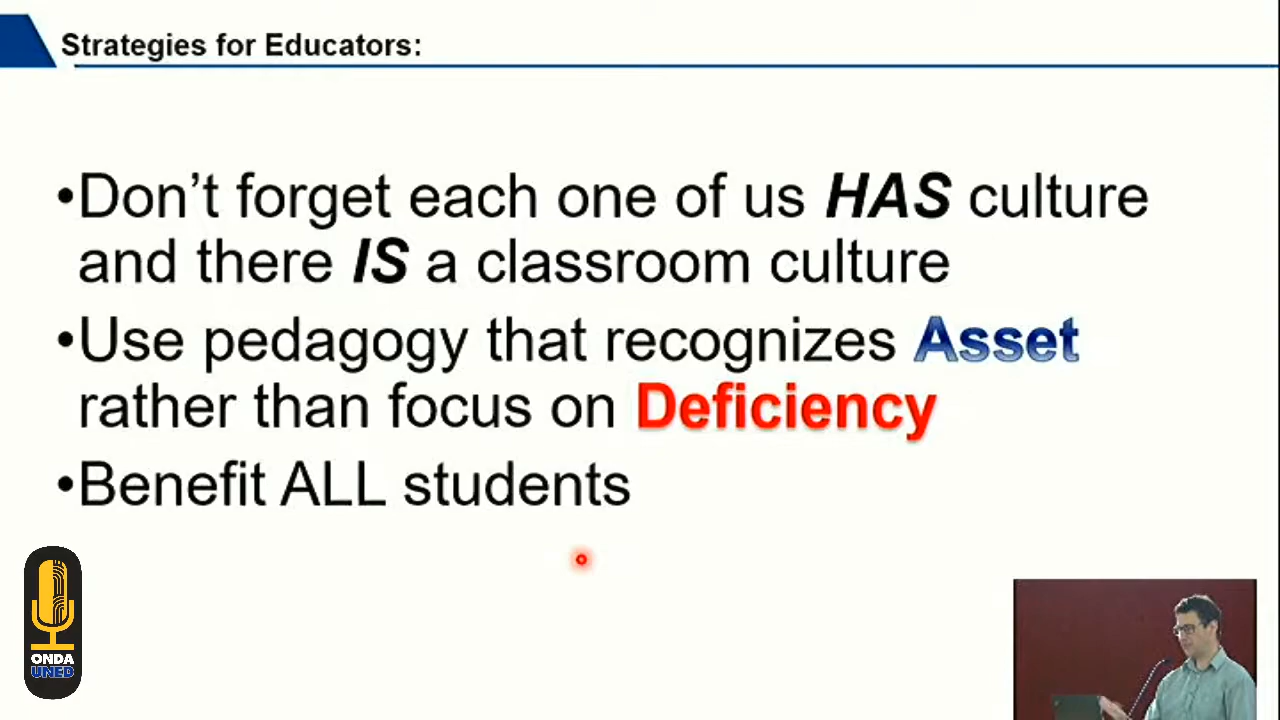 Strategies for Educators:
•Don’t forget each one of us HAS culture
and there IS a classroom culture
•Use pedagogy that recognizes Asset
rather than focus on Deficiency
•Benefit ALL students
ONDA
UNED